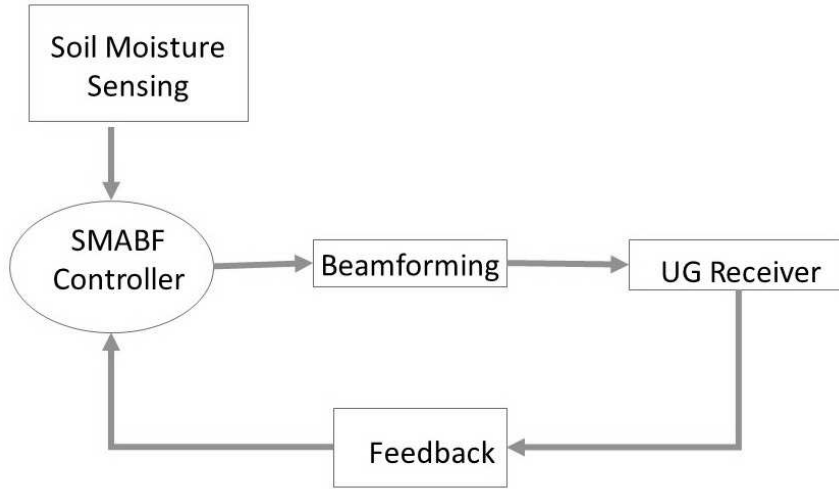 Soil Moisture
Sensing
SMABF
Controller
Beamforming
UG Receiver
Feedback